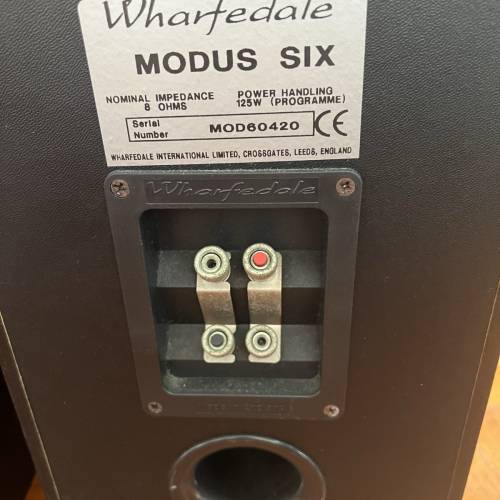 Wharfedale
MODUS SIX
NOMINAL IMPEDANCE POWER HANDLING
8 OHMS 125W (PROGRAMME)
Serial
Number MOD60420 CE
WHARFEDALE INTERNATIONAL LIMITED, CROSSGATES, LEEDS, ENGLAND
Wharfedale